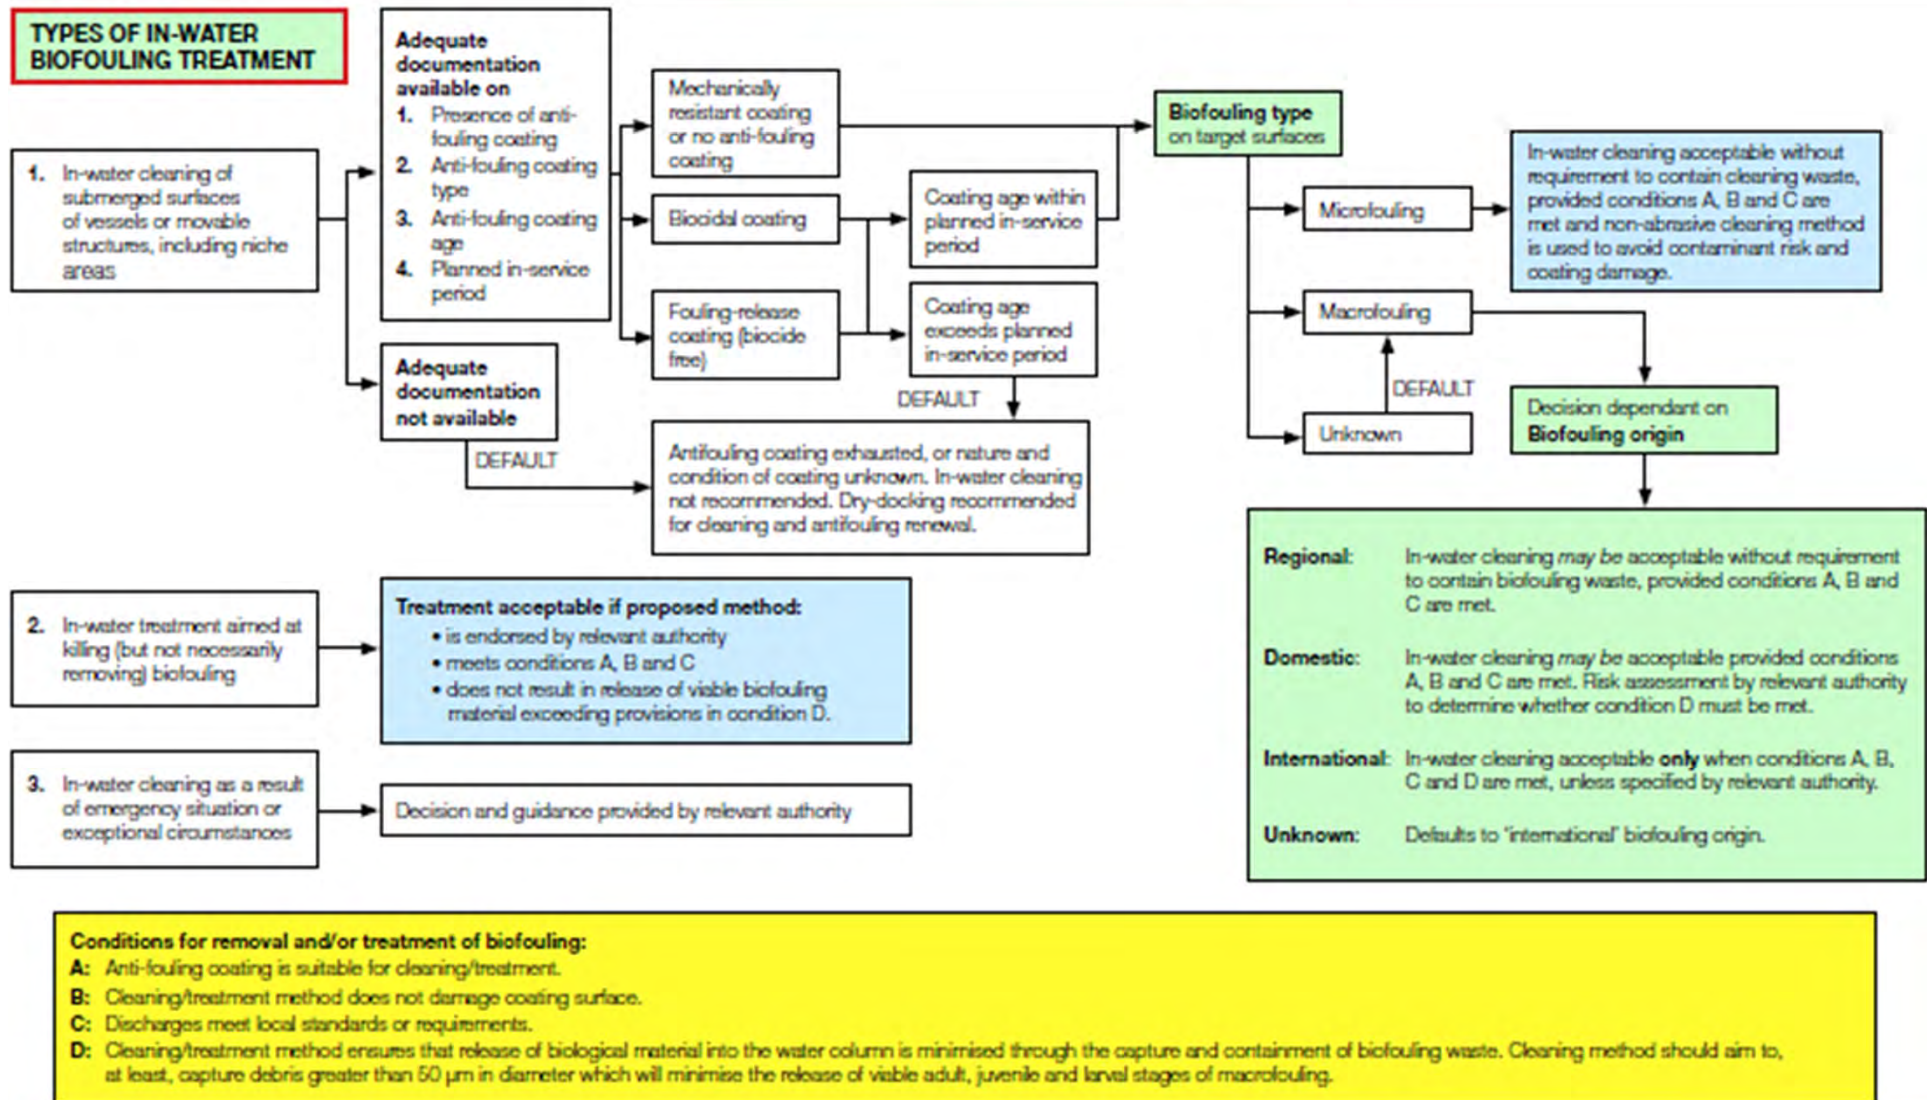 TYPES OF IN-WATER
BIOFOULING TREATMENT
1. In-water cleaning of
submerged surfaces
of vessels or movable
structures, including niche
areas
Adequate
documentation
available on
1. Presence of anti-
fouling coating
2. Anti-fouling coating
type
3. Anti-fouling coating
age
4. Planned in-service
period
Adequate
documentation
not available
DEFAULT
Mechanically
resistant coating
or no anti-fouling
coating
Biocidal coating
Fouling-release
coating (biocide
free)
Coating age within
planned in-service
period
Coating age
exceeds planned
in-service period
DEFAULT
Antifouling coating exhausted, or nature and
condition of coating unknown. In-water cleaning
not recommended. Dry-docking recommended
for cleaning and antifouling renewal.
Biofouling type
on target surfaces
Microfouling
In-water cleaning acceptable without
requirement to contain cleaning waste,
provided conditions A, B and C are
met and non-abrasive cleaning method
is used to avoid contaminant risk and
coating damage.
Macrofouling
DEFAULT
Unknown
Decision dependant on
Biofouling origin
Regional: In-water cleaning may be acceptable without requirement
to contain biofouling waste, provided conditions A, B and
C are met.
Domestic: In-water cleaning may be acceptable provided conditions
A, B and C are met. Risk assessment by relevant authority
to determine whether condition D must be met.
International: In-water cleaning acceptable only when conditions A, B,
C and D are met, unless specified by relevant authority.
Unknown: Defaults to 'international' biofouling origin.
2. In-water treatment aimed at
killing (but not necessarily
removing) biofouling
Treatment acceptable if proposed method:
• is endorsed by relevant authority
• meets conditions A, B and C
• does not result in release of viable biofouling
material exceeding provisions in condition D.
3. In-water cleaning as a result
of emergency situation or
exceptional circumstances
Decision and guidance provided by relevant authority
Conditions for removal and/or treatment of biofouling:
A: Anti-fouling coating is suitable for cleaning/treatment.
B: Cleaning/treatment method does not damage coating surface.
C: Discharges meet local standards or requirements.
D: Cleaning/treatment method ensures that release of biological material into the water column is minimised through the capture and containment of biofouling waste. Cleaning method should aim to,
at least, capture debris greater than 50 µm in diameter which will minimise the release of viable adult, juvenile and larval stages of macrofouling.